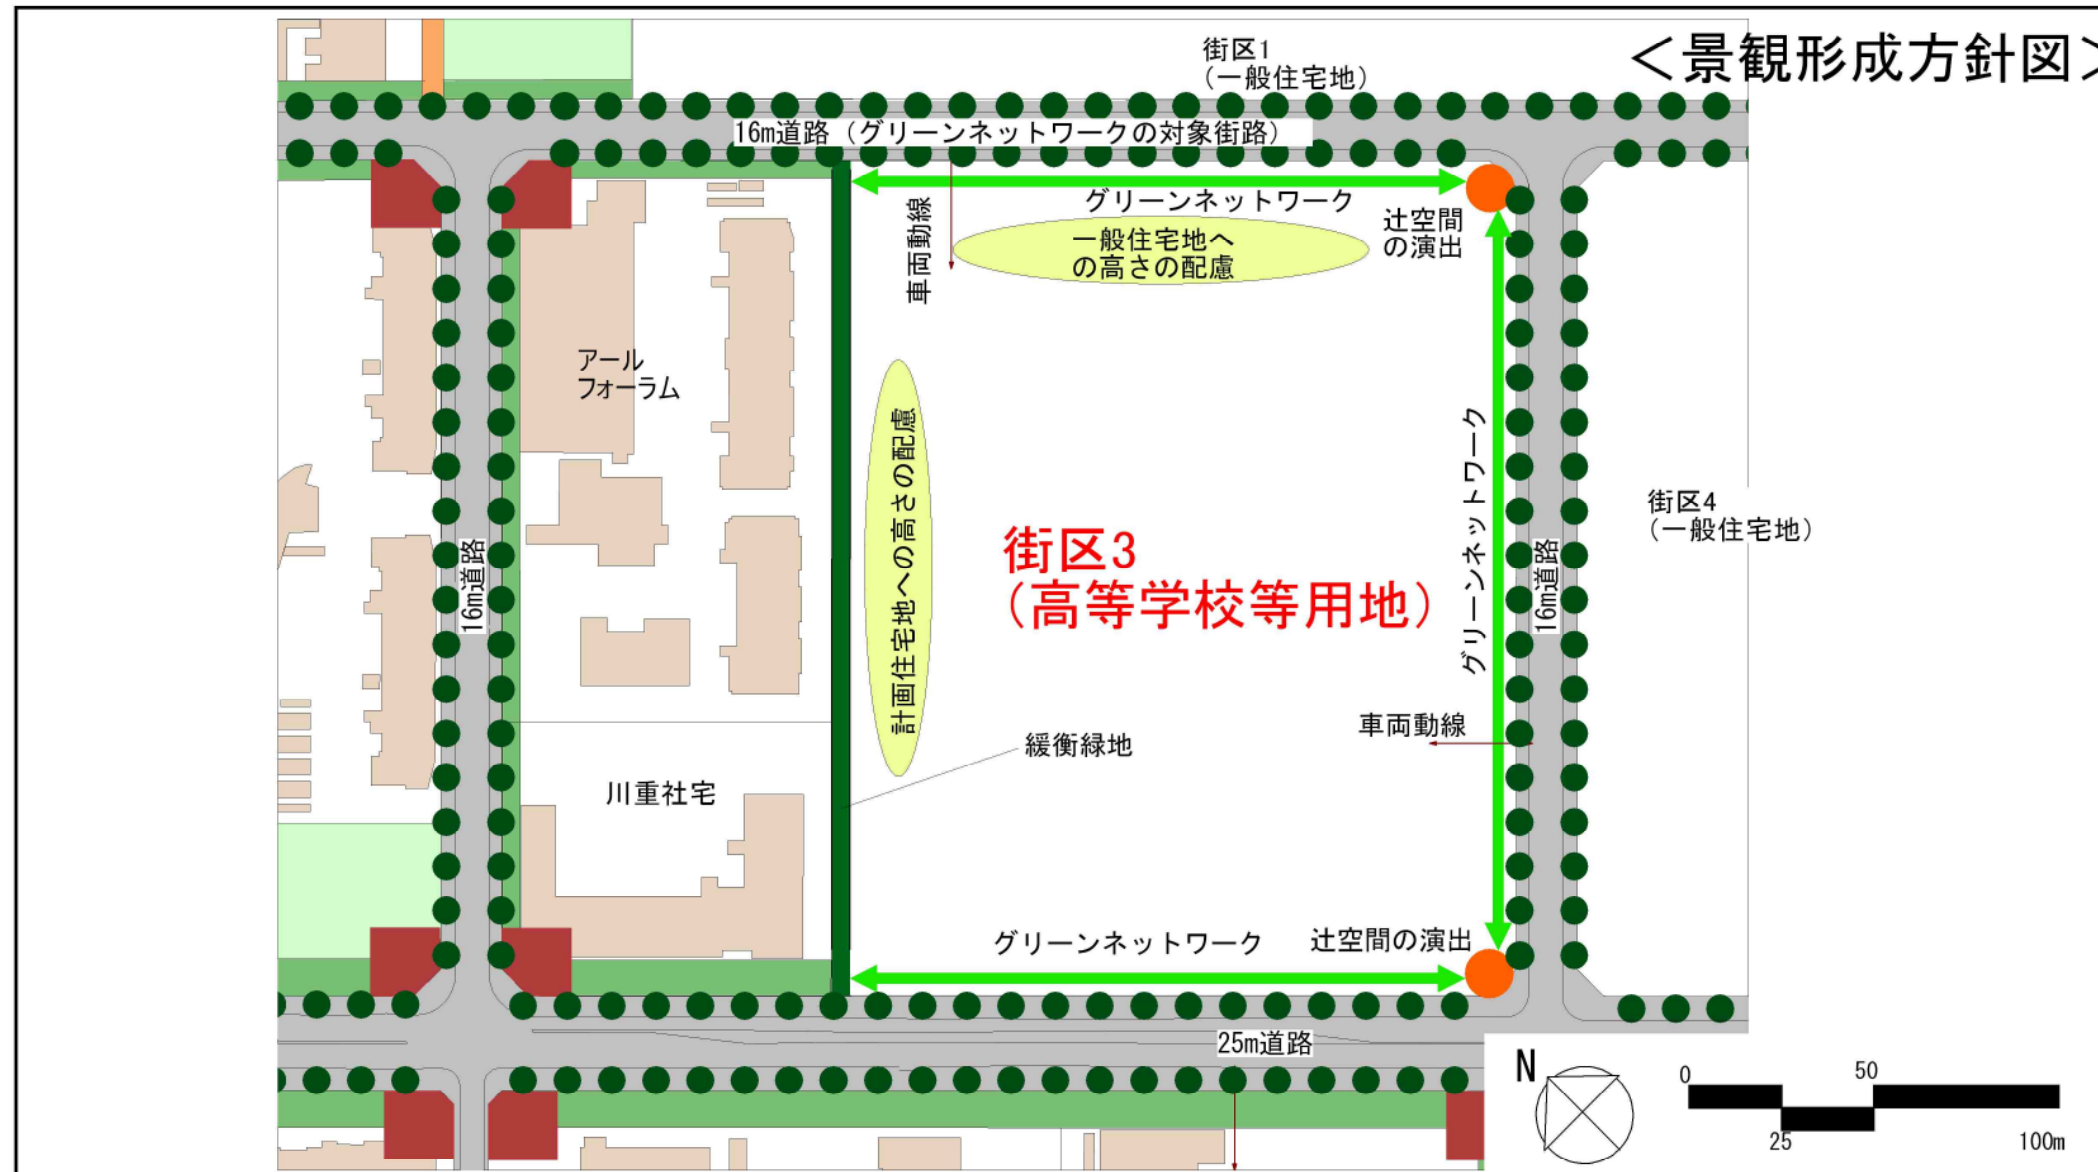 ＜景観形成方針図＞
街区1
（一般住宅地）
16m道路（グリーンネットワークの対象街路）
グリーンネットワーク
車両動線
辻空間
の演出
一般住宅地へ
の高さの配慮
アール
フォーラム
計画住宅地への高さの配慮
グリーンネットワーク
街区4
（一般住宅地）
街区3
（高等学校等用地）
16m道路
16m道路
車両動線
緩衝緑地
川重社宅
グリーンネットワーク
辻空間の演出
25m道路
N
0
50
25
100m